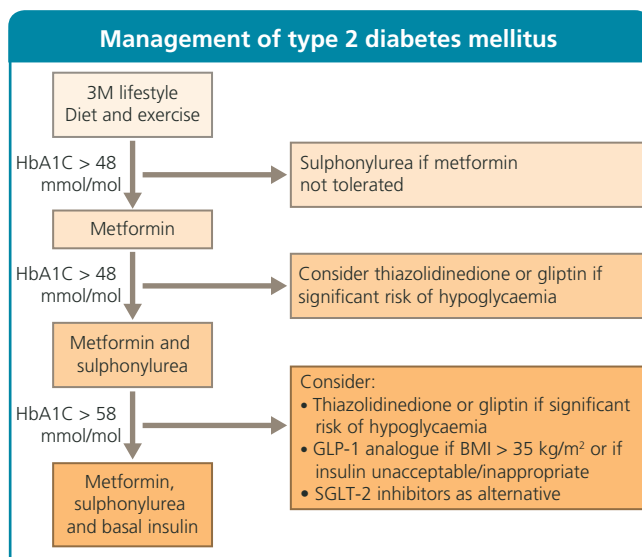 Management of type 2 diabetes mellitus
3M lifestyle
Diet and exercise
HbA1C > 48
mmol/mol
Sulphonylurea if metformin
not tolerated
Metformin
HbA1C > 48
mmol/mol
Consider thiazolidinedione or gliptin if
significant risk of hypoglycaemia
Metformin and
sulphonylurea
HbA1C > 58
mmol/mol
Consider:
• Thiazolidinedione or gliptin if significant
risk of hypoglycaemia
• GLP-1 analogue if BMI > 35 kg/m² or if
insulin unacceptable/inappropriate
• SGLT-2 inhibitors as alternative
Metformin,
sulphonylurea
and basal insulin